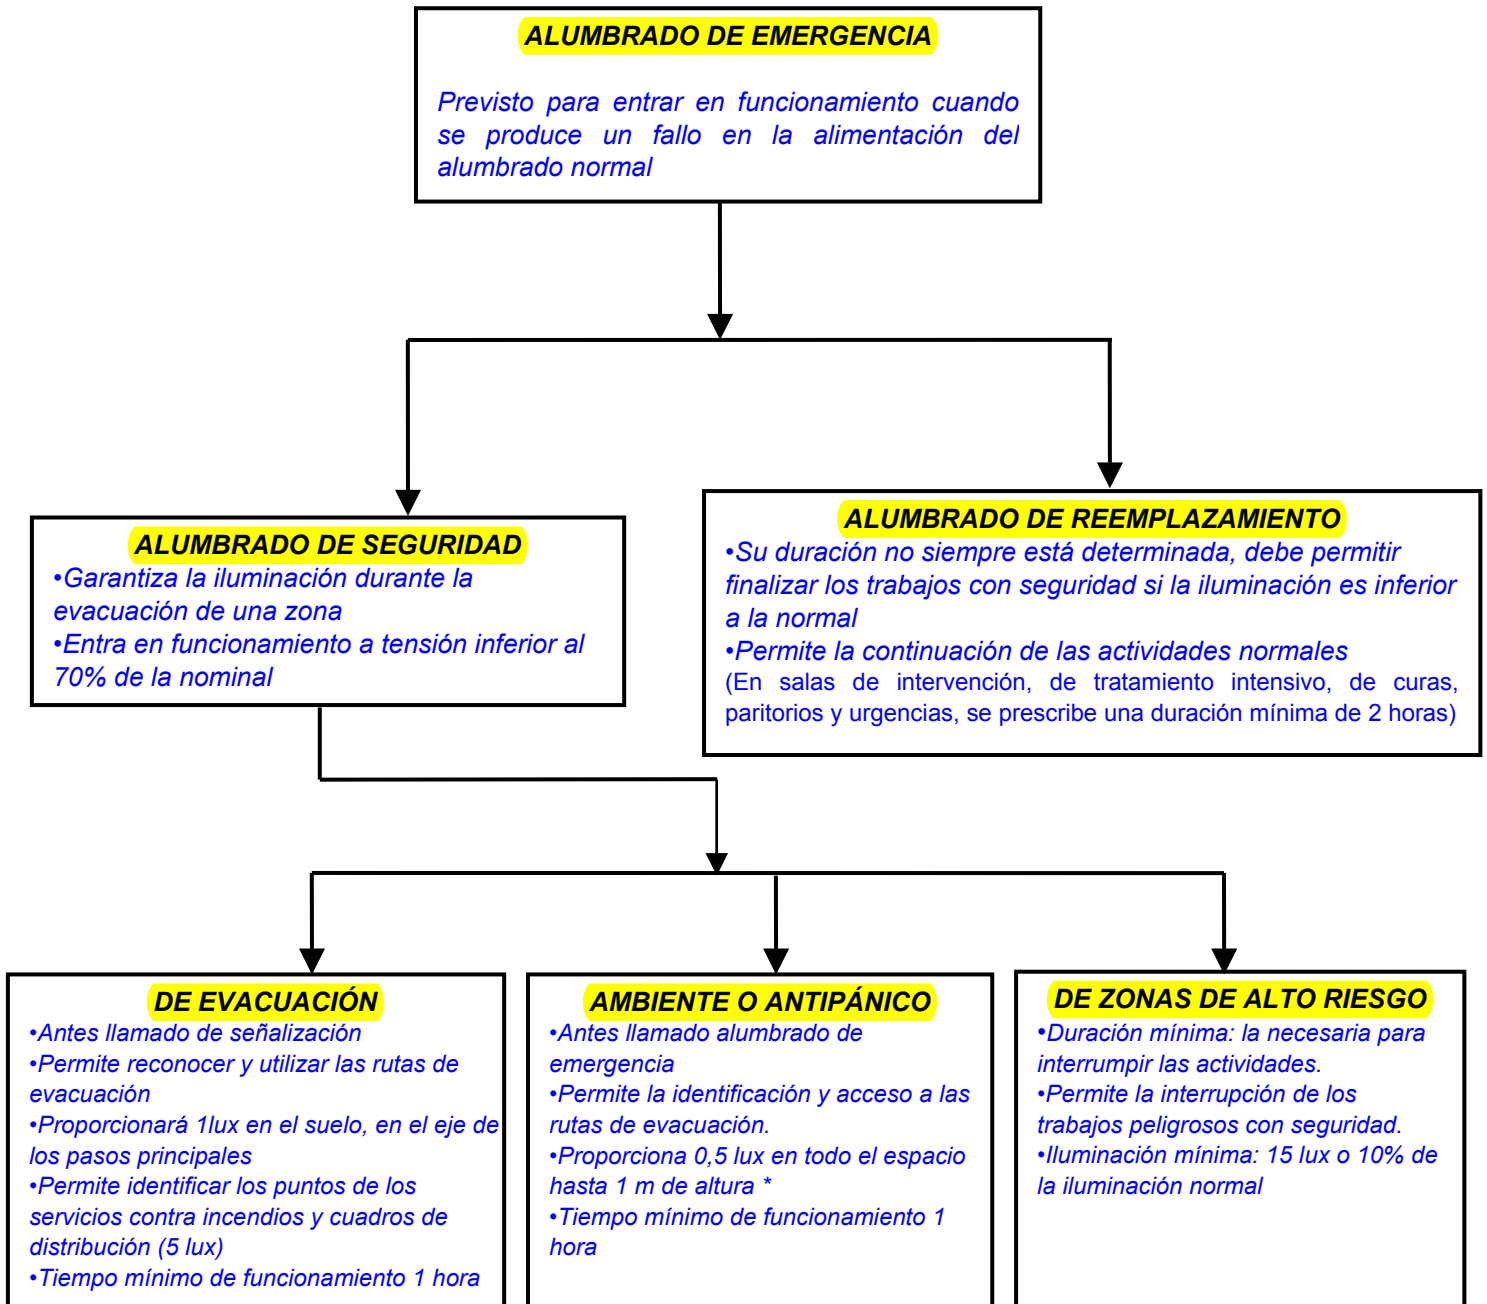 ALUMBRADO DE EMERGENCIA
Previsto para entrar en funcionamiento cuando
se produce un fallo en la alimentación del
alumbrado normal
ALUMBRADO DE SEGURIDAD
•Garantiza la iluminación durante la
evacuación de una zona
•Entra en funcionamiento a tensión inferior al
70% de la nominal
ALUMBRADO DE REEMPLAZAMIENTO
•Su duración no siempre está determinada, debe permitir
finalizar los trabajos con seguridad si la iluminación es inferior
a la normal
•Permite la continuación de las actividades normales
(En salas de intervención, de tratamiento intensivo, de curas,
paritorios y urgencias, se prescribe una duración mínima de 2 horas)
DE EVACUACIÓN
•Antes llamado de señalización
•Permite reconocer y utilizar las rutas de
evacuación
•Proporcionará 1lux en el suelo, en el eje de
los pasos principales
•Permite identificar los puntos de los
servicios contra incendios y cuadros de
distribución (5 lux)
•Tiempo mínimo de funcionamiento 1 hora
AMBIENTE O ANTIPÁNICO
•Antes llamado alumbrado de
emergencia
•Permite la identificación y acceso a las
rutas de evacuación.
•Proporciona 0,5 lux en todo el espacio
hasta 1 m de altura *
•Tiempo mínimo de funcionamiento 1
hora
DE ZONAS DE ALTO RIESGO
•Duración mínima: la necesaria para
interrumpir las actividades.
•Permite la interrupción de los
trabajos peligrosos con seguridad.
•Iluminación mínima: 15 lux o 10% de
la iluminación normal